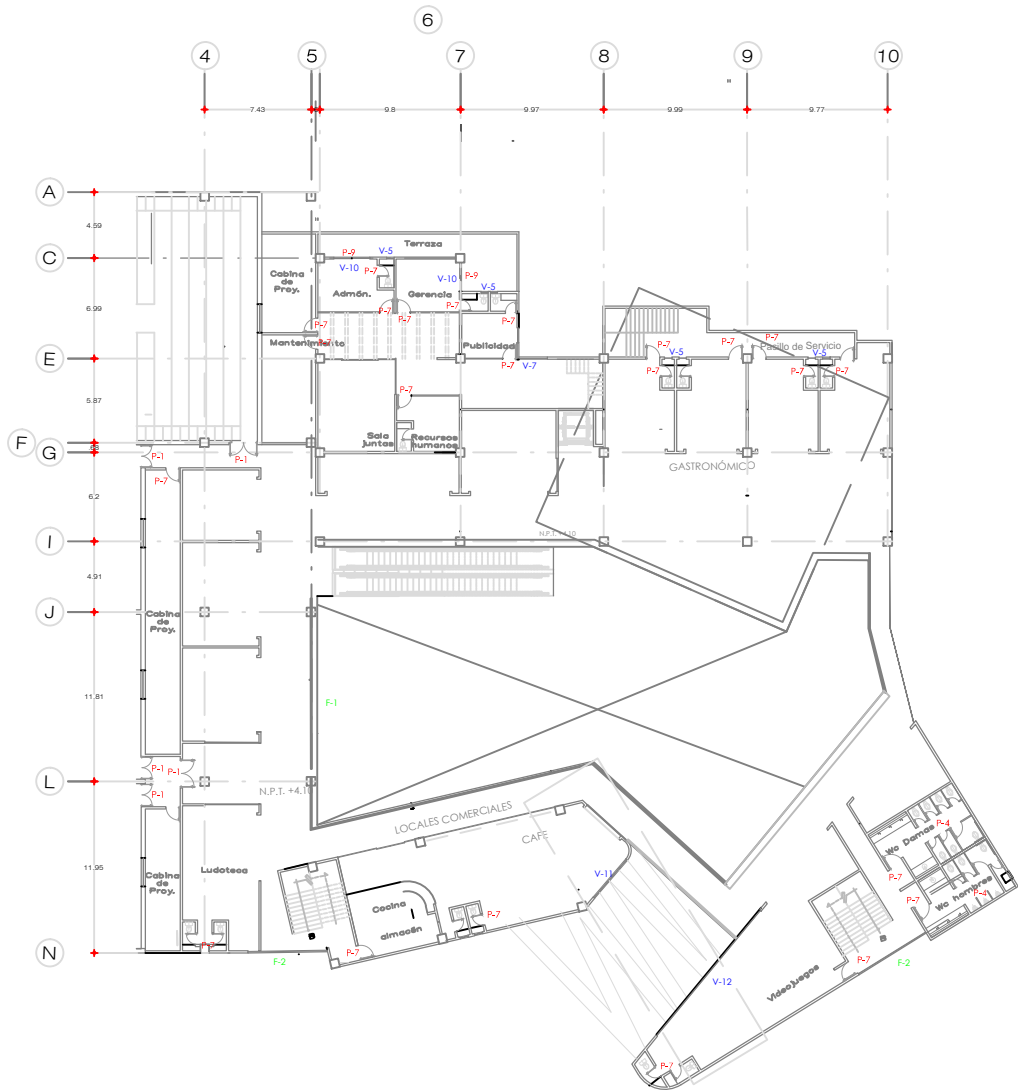 6
4
5
7
8
9
10
7.43
9.8
9.97
9.99
9.77
A
4.59
C
6.99
E
5.87
F
G
6.2
I
4.91
J
11.81
L
11.95
N
Terraza
P-9
V-5
V-10
P-7
Cabina
de
Proy.
Admón.
Gerencia
V-10
P-9
V-5
P-7
P-7
P-7
P-7
P-7
P-7
Mantenimiento
Publicidad
P-7
V-7
P-7
V-5
P-7
P-7
Pasillo de Servicio
V-5
P-7
P-7
P-7
P-7
Sala
juntas
Recursos
humanos
GASTRONÓMICO
P-1
P-1
P-7
N.P.T. +4.10
Cabina
de
Proy.
F-1
P-1
P-1
P-1
N.P.T. +4.10
LOCALES COMERCIALES
CAFE
Cabina
de
Proy.
Ludoteca
V-11
Cocina
almacén
P-7
P-7
P-7
B
F-2
Wc Damas
P-4
P-7
Wc hombres
P-4
P-7
B
P-7
F-2
Videojuegos
V-12
P-7